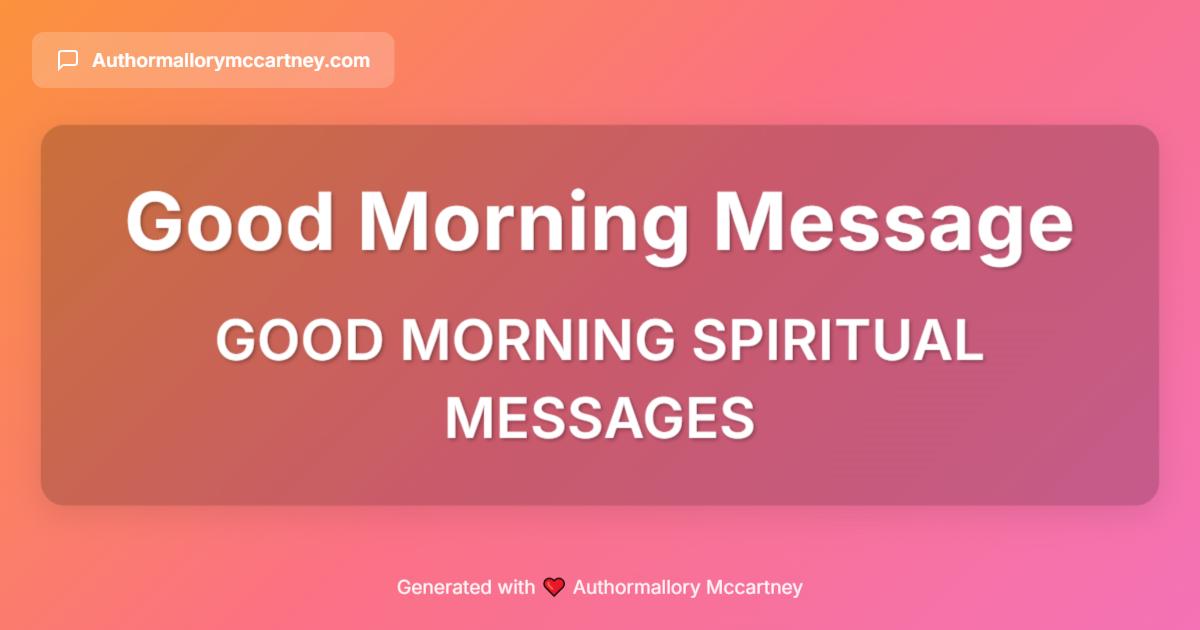 Authormallorymccartney.com
Good Morning Message
GOOD MORNING SPIRITUAL
MESSAGES
Generated with ❤️ Authormallory Mccartney